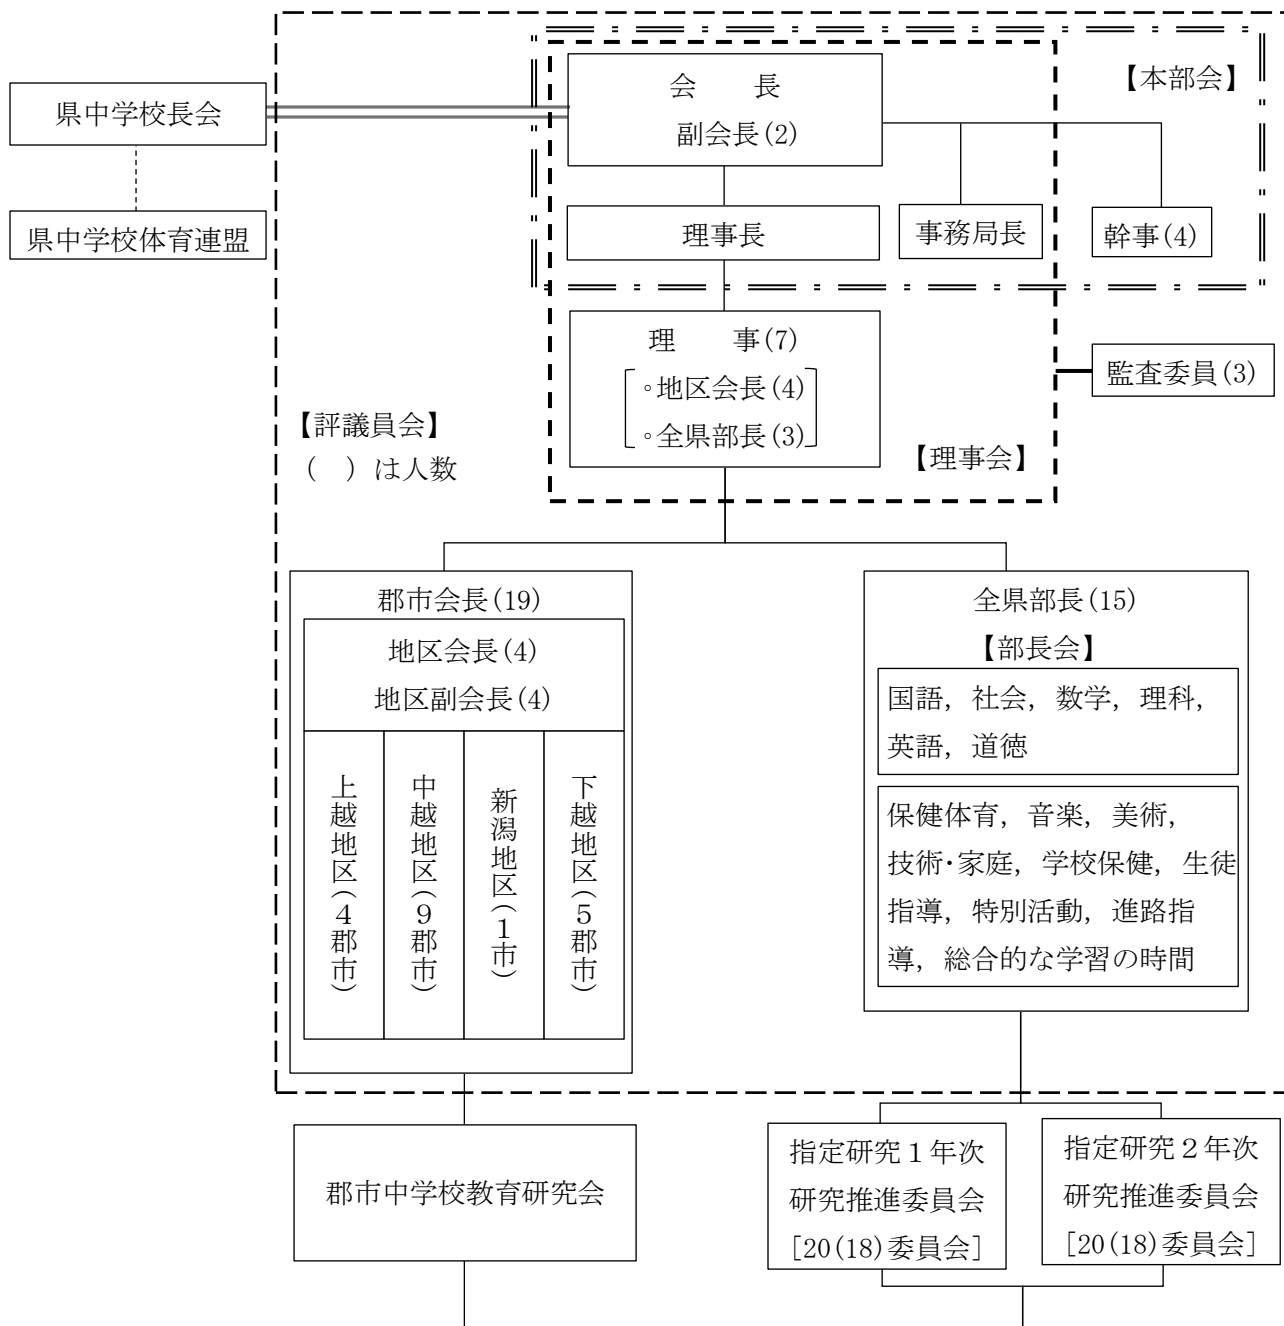 会　　長
副会長(2)
【本部会】
県中学校長会
県中学校体育連盟
理事長
事務局長
幹事(4)
理　　事(7)
◦地区会長(4)
◦全県部長(3)
監査委員(3)
【評議員会】
(　)は人数
【理事会】
郡市会長(19)
地区会長(4)
地区副会長(4)
上越地区(4郡市)
中越地区(9郡市)
新潟地区(1市)
下越地区(5郡市)
全県部長(15)
【部長会】
国語, 社会, 数学, 理科,
英語, 道徳
保健体育, 音楽, 美術,
技術・家庭, 学校保健, 生徒
指導, 特別活動, 進路指
導, 総合的な学習の時間
郡市中学校教育研究会
指定研究１年次
研究推進委員会
[20(18)委員会]
指定研究２年次
研究推進委員会
[20(18)委員会]